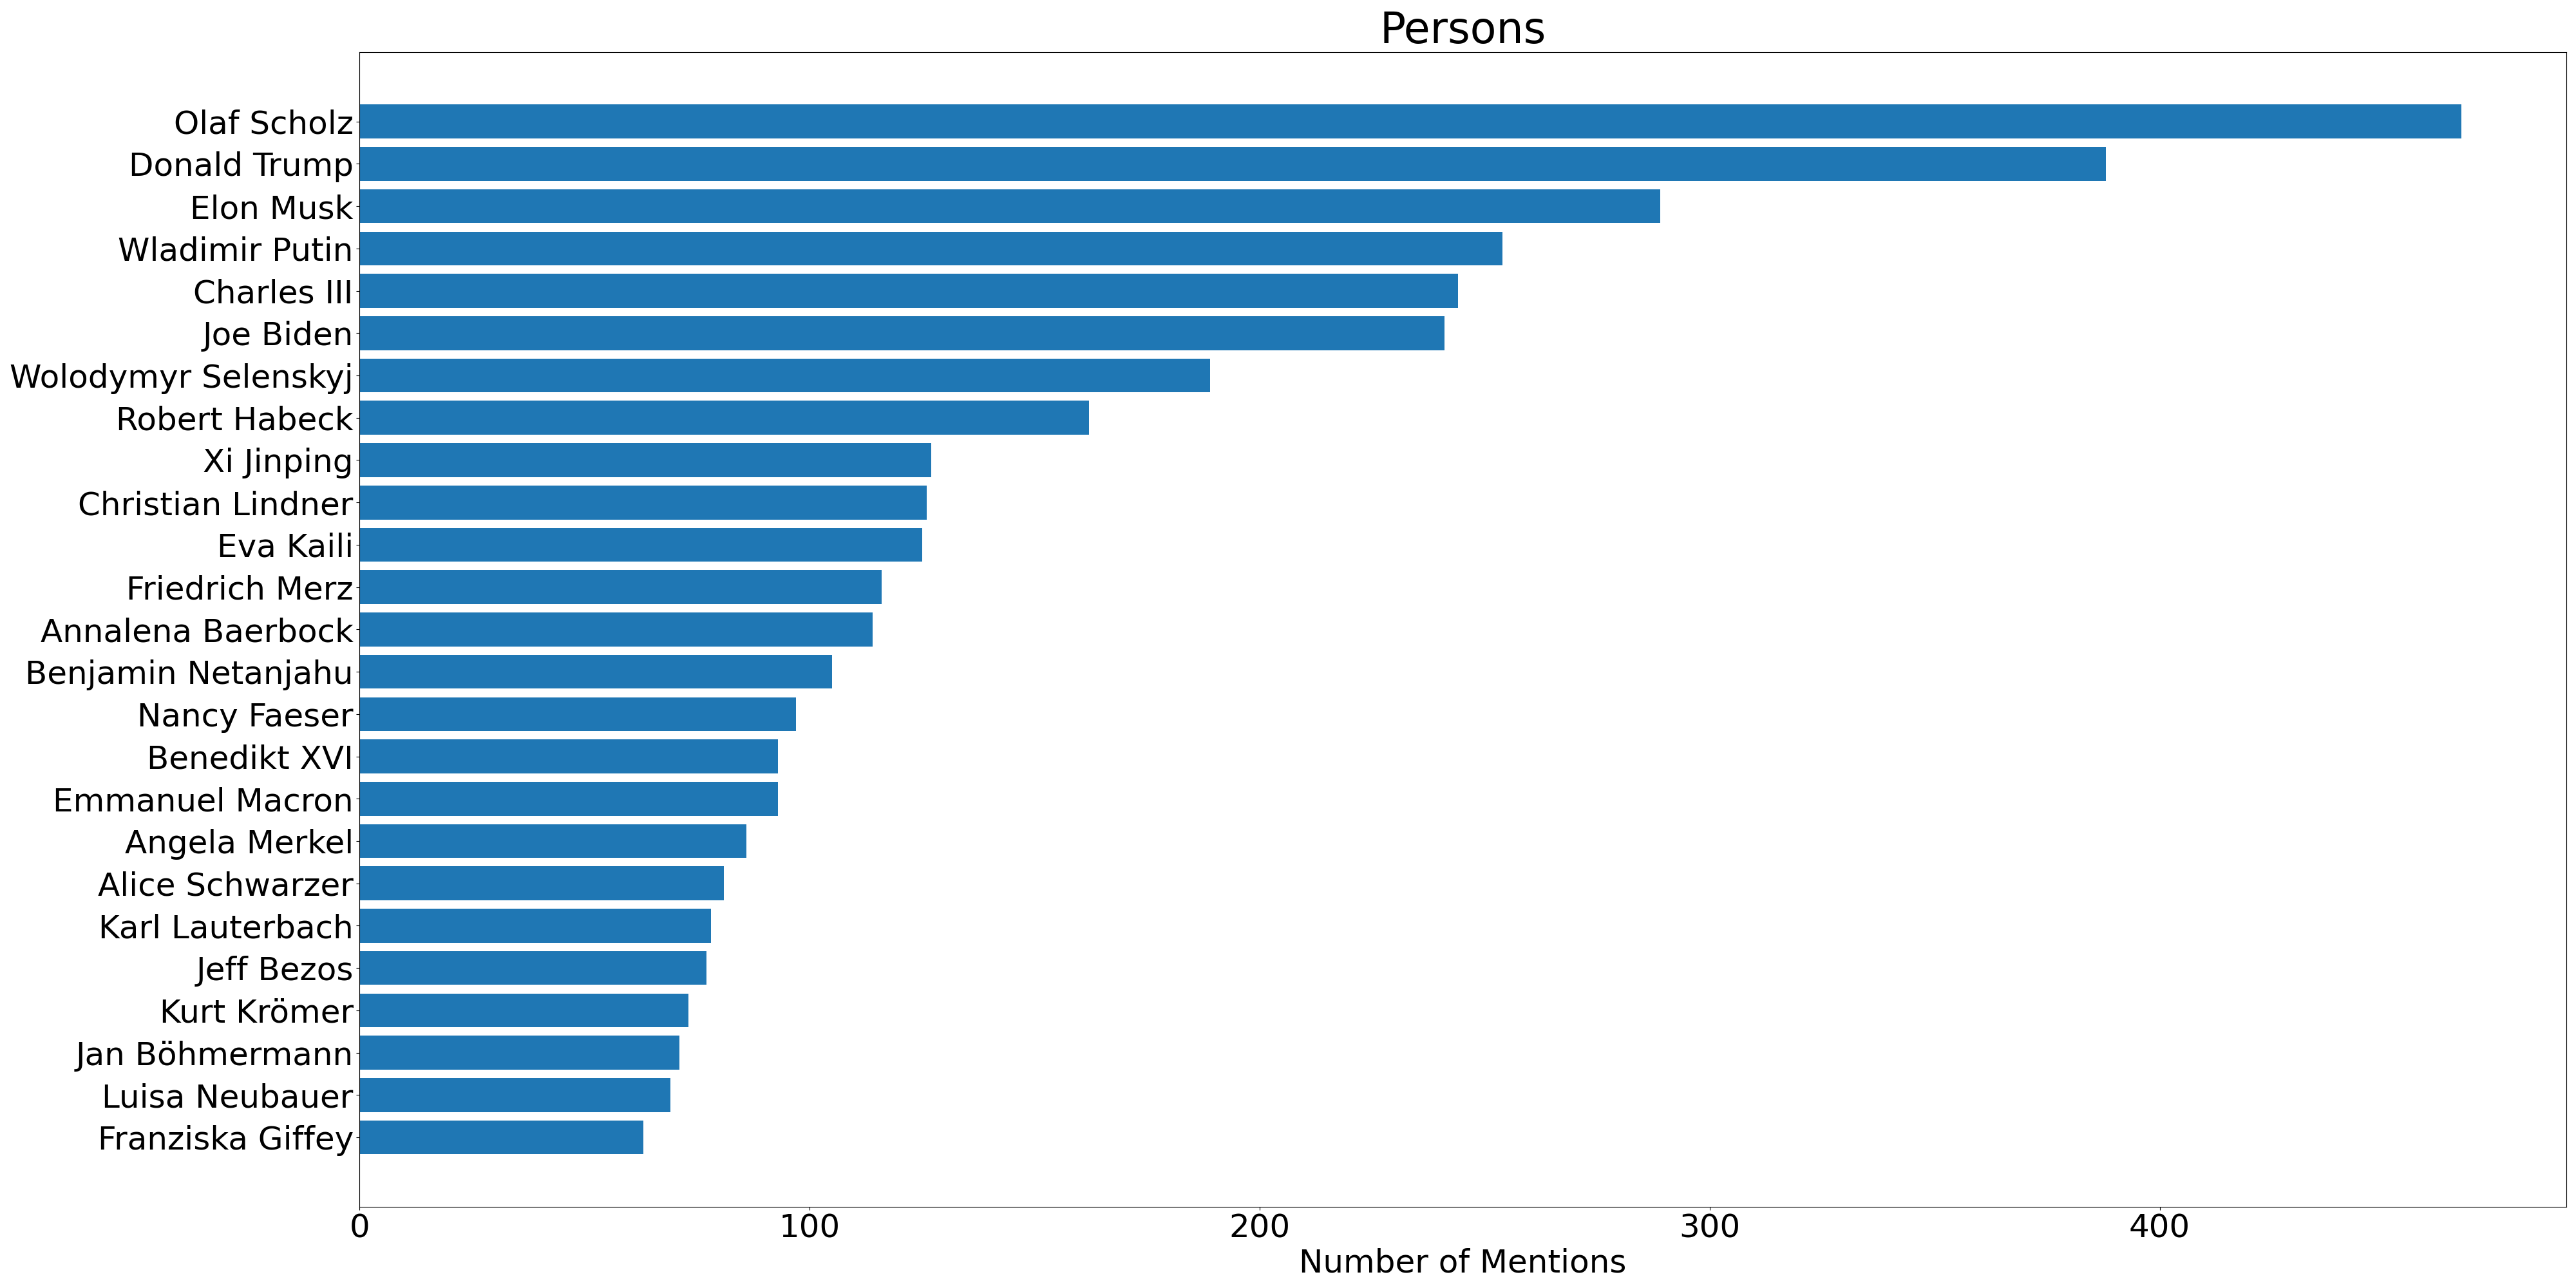 Persons
Olaf Scholz
Donald Trump
Elon Musk
Wladimir Putin
Charles III
Joe Biden
Wolodymyr Selenskyj
Robert Habeck
Xi Jinping
Christian Lindner
Eva Kaili
Friedrich Merz
Annalena Baerbock
Benjamin Netanjahu
Nancy Faeser
Benedikt XVI
Emmanuel Macron
Angela Merkel
Alice Schwarzer
Karl Lauterbach
Jeff Bezos
Kurt Krömer
Jan Böhmermann
Luisa Neubauer
Franziska Giffey
0 100 200 300 400
Number of Mentions